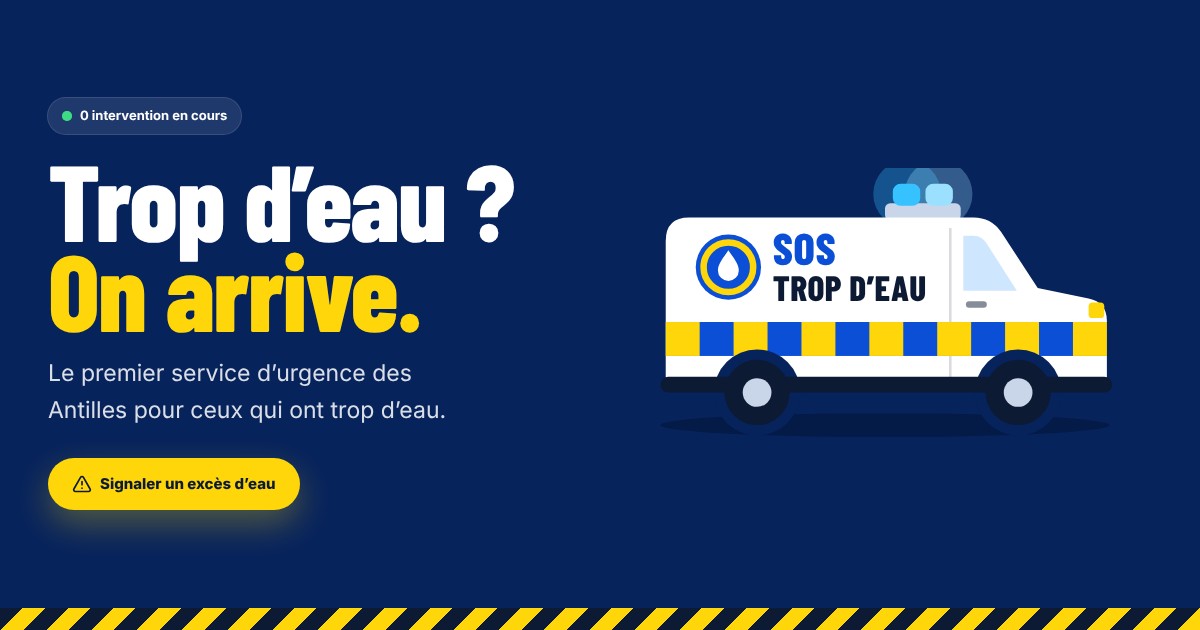 0 intervention en cours
Trop d’eau ?
On arrive.
Le premier service d’urgence des
Antilles pour ceux qui ont trop d’eau.
Signaler un excès d’eau
SOS
TROP D’EAU